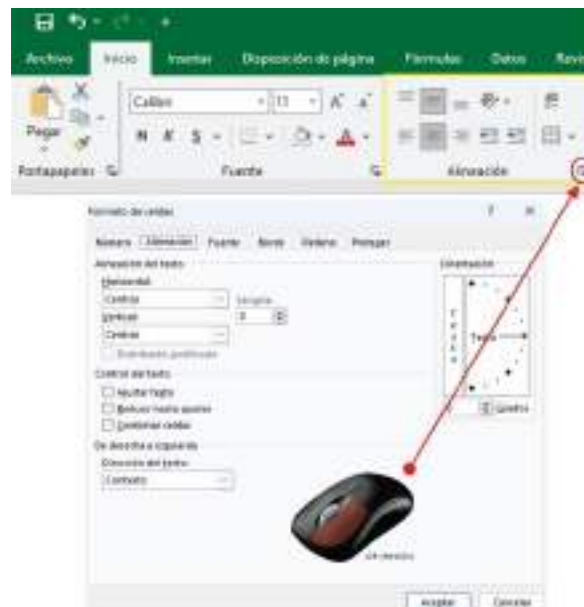 Archivo Inicio Insertar Disposición de página Fórmulas Datos
Pegar
Calibri 11
N K S
Portapapeles Fuente Alineación
Formato de celdas
Número Alineación Fuente Borde Relleno Proteger
Alineación del texto
Horizontal:
Centrar Sangría:
Vertical: 0
Centrar
Control del texto
Ajustar texto
Reducir hasta ajustar
Combinar celdas
De derecha a izquierda
Dirección del texto:
Contexto
Orientación
Texto
Texto
Grados
Aceptar Cancelar